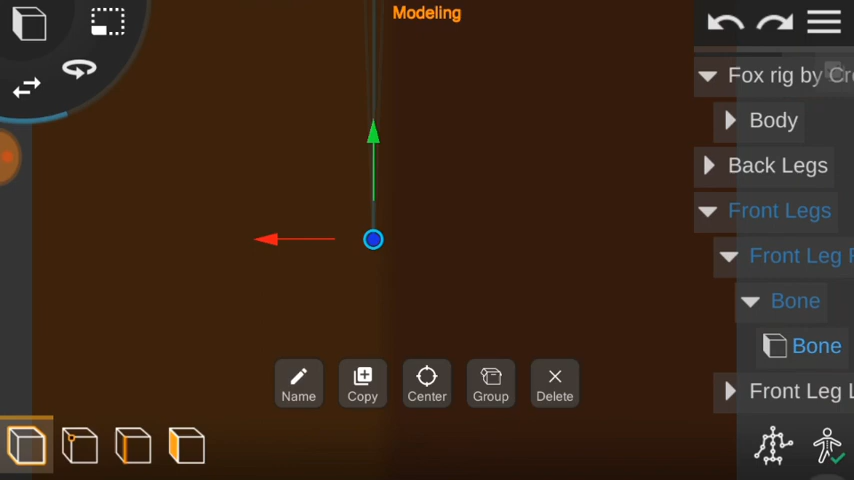 Modeling
Fox rig by Cr
Body
Back Legs
Front Legs
Front Leg
Bone
Bone
Front Leg L
Name
Copy
Center
Group
Delete